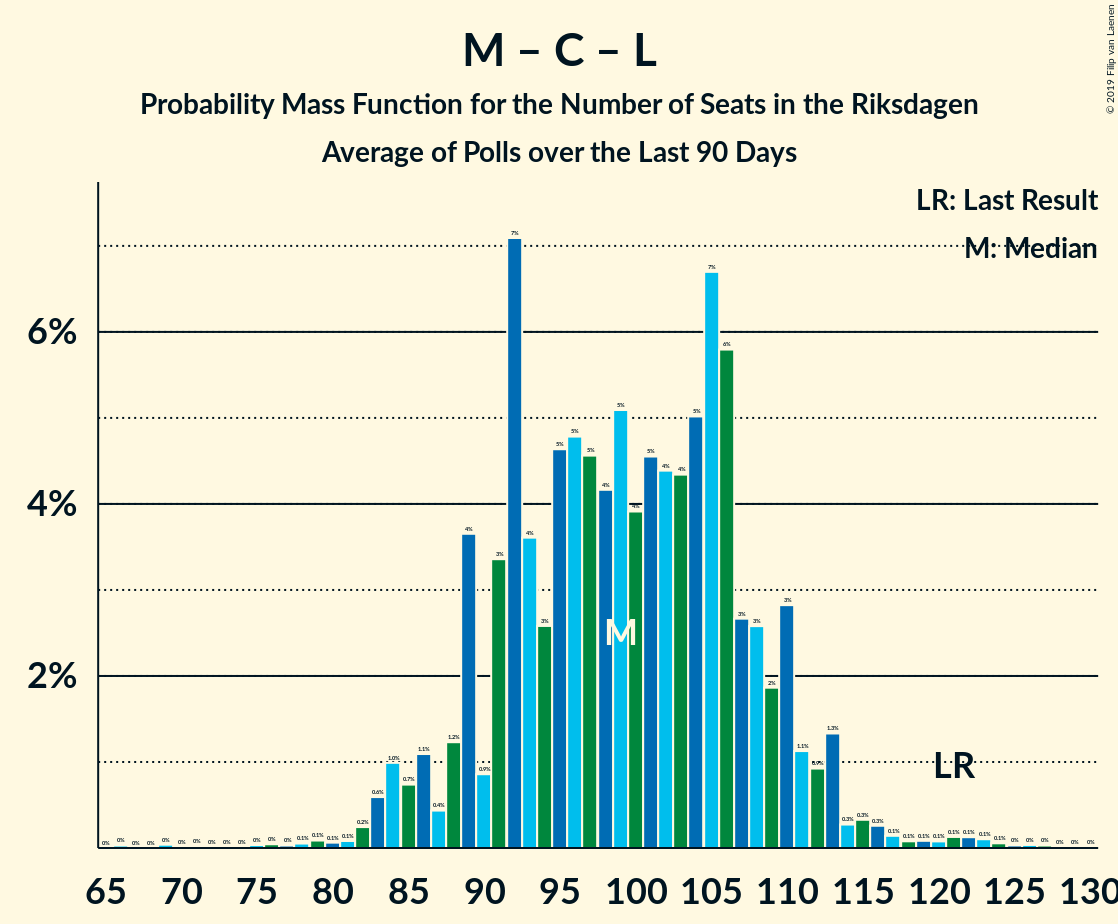 M – C – L
Probability Mass Function for the Number of Seats in the Riksdagen
Average of Polls over the Last 90 Days
© 2019 Filip van Laenen
LR: Last Result
M: Median
6%
4%
2%
0% 0% 0% 0% 0% 0% 0% 0% 0% 0% 0% 0% 0% 0.1% 0.1% 0.1% 0.1% 0.2% 0.6% 1.0% 0.7% 1.1% 0.4% 1.2% 4% 0.9% 3% 7% 4% 3% 5% 5% 5% 4% 5% 4% 5% 4% 4% 5% 7% 6% 3% 3% 2% 3% 1.1% 0.9% 1.3% 0.3% 0.3% 0.3% 0.1% 0.1% 0.1% 0.1% 0.1% 0.1% 0.1% 0% 0% 0% 0% 0% 0% 0%
M
LR
65 70 75 80 85 90 95 100 105 110 115 120 125 130